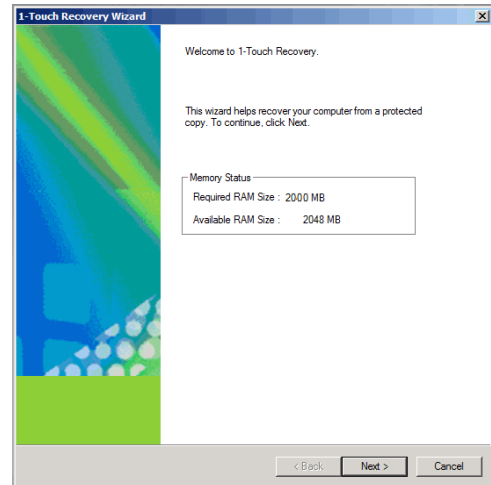 1-Touch Recovery Wizard
Welcome to 1-Touch Recovery.
This wizard helps recover your computer from a protected
copy. To continue, click Next.
Memory Status
Required RAM Size : 2000 MB
Available RAM Size : 2048 MB
< Back Next > Cancel